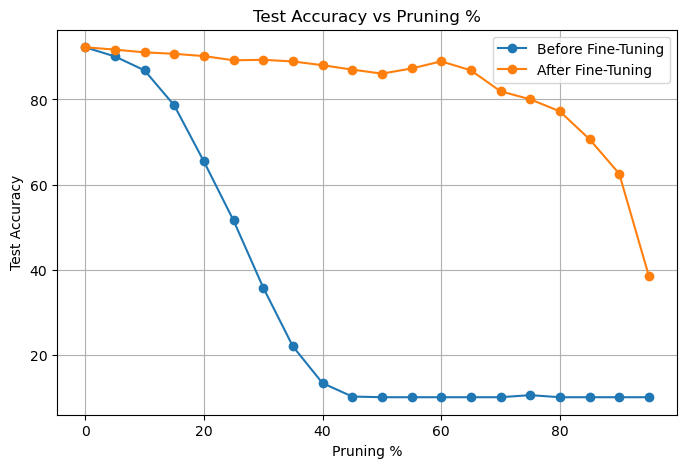 Test Accuracy vs Pruning %
Before Fine-Tuning
After Fine-Tuning
Test Accuracy
80
60
40
20
0 20 40 60 80
Pruning %